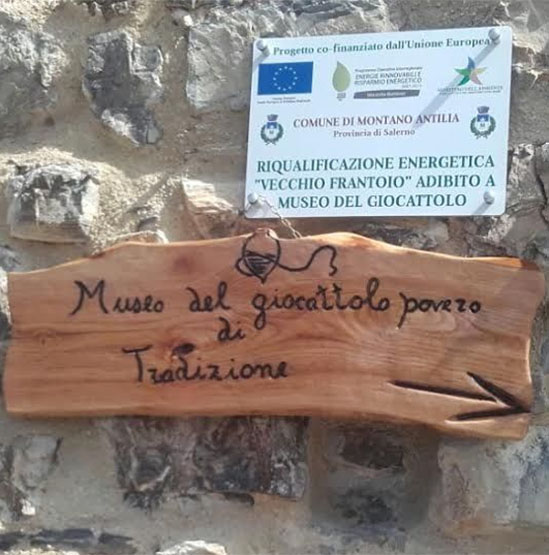 Progetto co-finanziato dall'Unione Europea
ENERGIE RINNOVABILI E
RISPARMIO ENERGETICO
COMUNE DI MONTANO ANTILIA
Provincia di Salerno
RIQUALIFICAZIONE ENERGETICA
"VECCHIO FRANTOIO" ADIBITO A
MUSEO DEL GIOCATTOLO
Museo del giocattolo povero
di
Tradizione